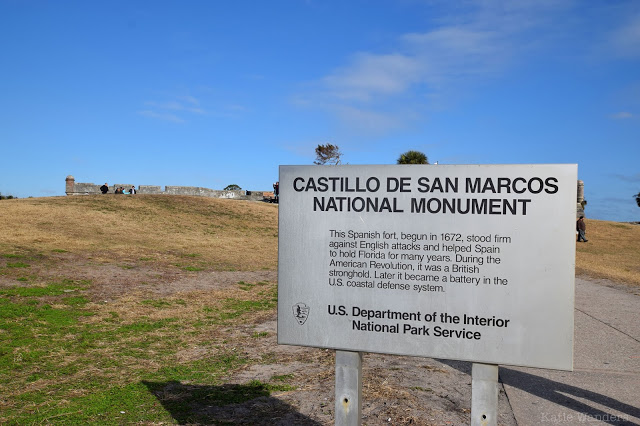 CASTILLO DE SAN MARCOS
NATIONAL MONUMENT
This Spanish fort, begun in 1672, stood firm
against English attacks and helped Spain
to hold Florida for many years. During the
American Revolution, it was a British
stronghold. Later it became a battery in the
U.S. coastal defense system.
U.S. Department of the Interior
National Park Service
Katie Wanders